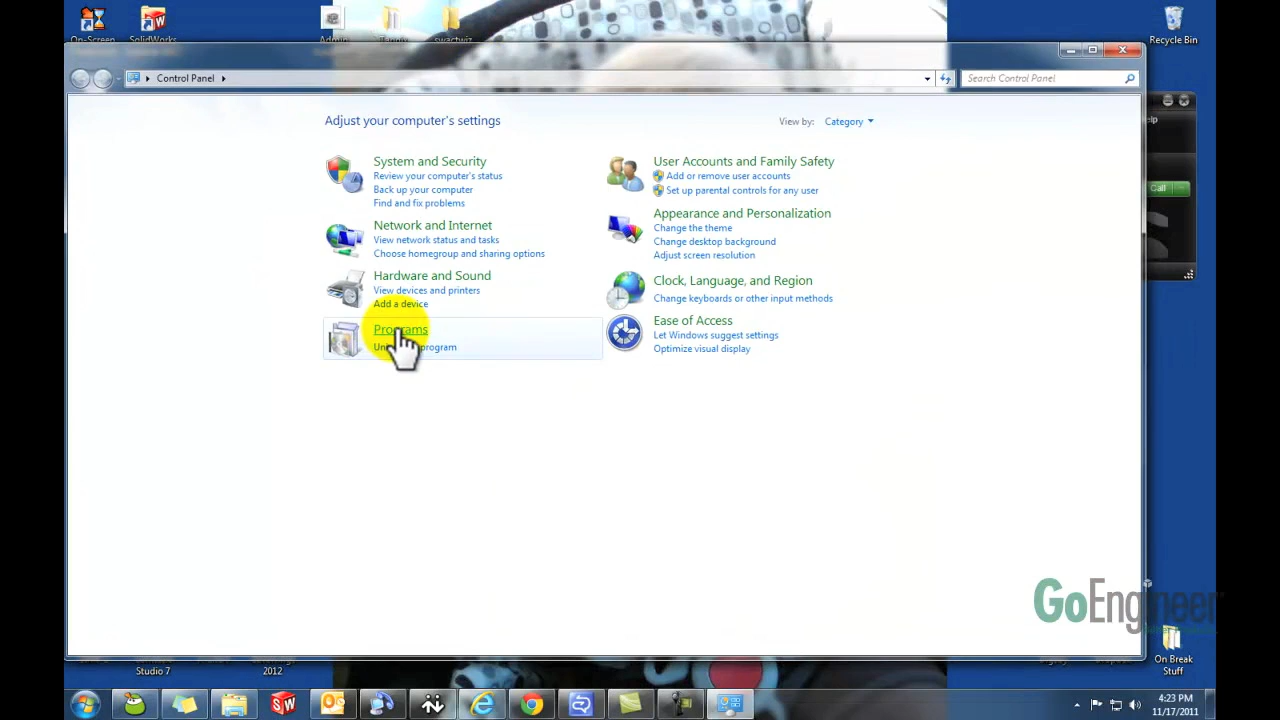 On-Screen
SolidWorks
Recycle Bin
Control Panel
Search Control Panel
Adjust your computer's settings
View by: Category
System and Security
Review your computer's status
Back up your computer
Find and fix problems
Network and Internet
View network status and tasks
Choose homegroup and sharing options
Hardware and Sound
View devices and printers
Add a device
Programs
program
User Accounts and Family Safety
Add or remove user accounts
Set up parental controls for any user
Appearance and Personalization
Change the theme
Change desktop background
Adjust screen resolution
Clock, Language, and Region
Change keyboards or other input methods
Ease of Access
Let Windows suggest settings
Optimize visual display
Call
GoEngineer
On Break
Stuff
Studio 7
2012
4:23 PM
11/17/2011